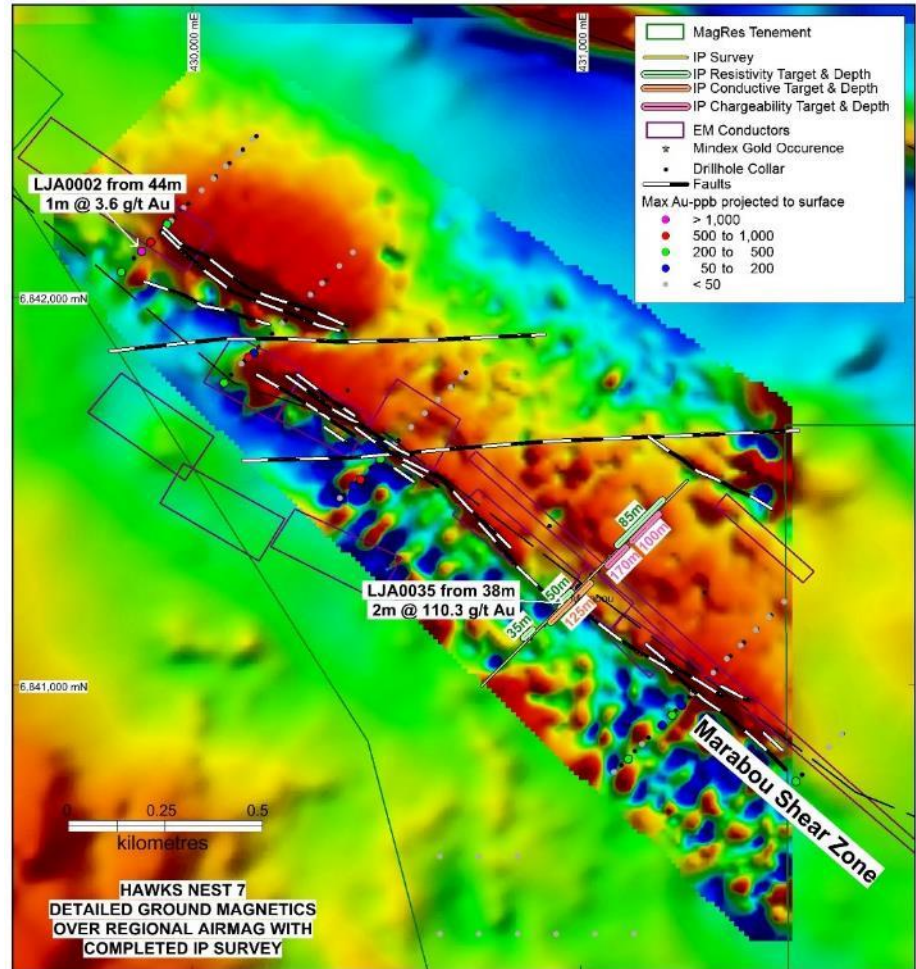 430,000 mE
431,000 mE
MagRes Tenement
IP Survey
IP Resistivity Target & Depth
IP Conductive Target & Depth
IP Chargeability Target & Depth
EM Conductors
Mindex Gold Occurence
Drillhole Collar
Faults
Max Au-ppb projected to surface
> 1,000
500 to 1,000
200 to 500
50 to 200
< 50
LJA0002 from 44m
1m @ 3.6 g/t Au
6,842,000 mN
85m
100m
170m
LJA0035 from 38m
2m @ 110.3 g/t Au
50m
125m
35m
6,841,000 mN
Marabou Shear Zone
0 0.25 0.5
kilometres
HAWKS NEST 7
DETAILED GROUND MAGNETICS
OVER REGIONAL AIRMAG WITH
COMPLETED IP SURVEY